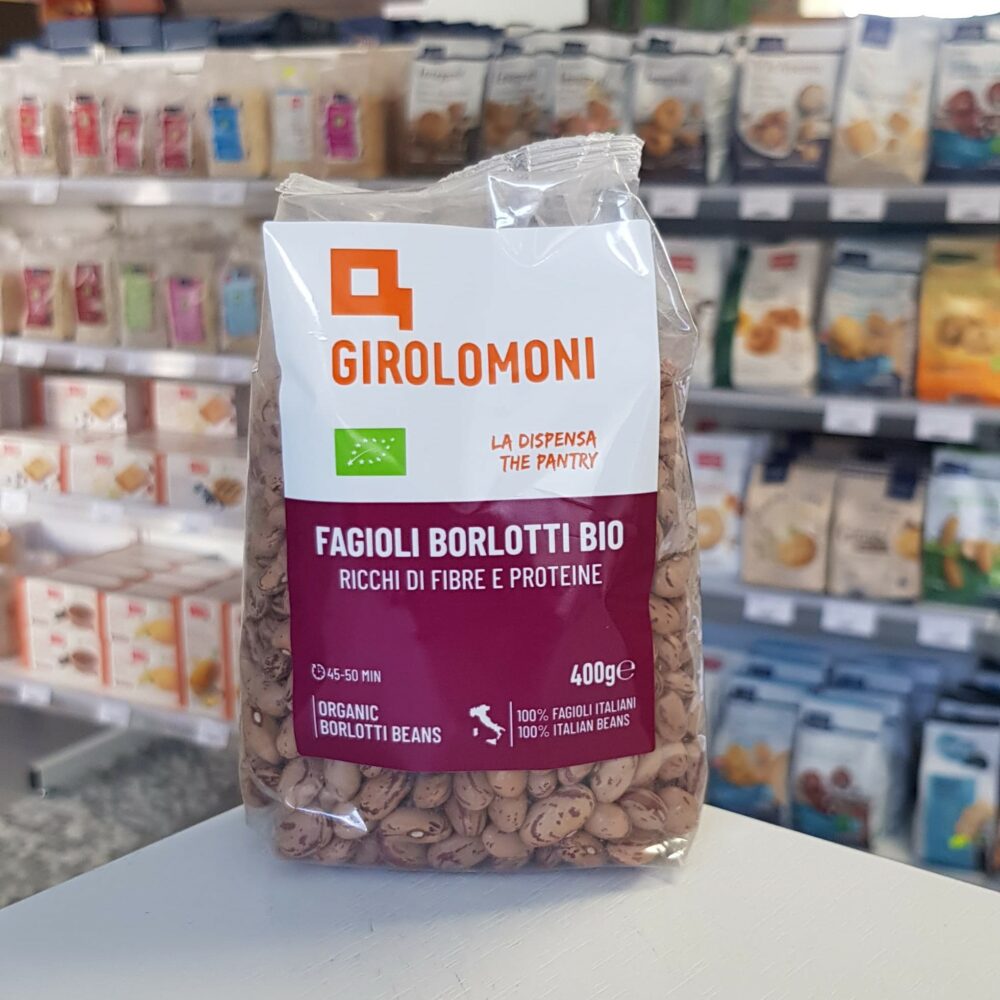 GIROLOMONI
LA DISPENSA
THE PANTRY
FAGIOLI BORLOTTI BIO
RICCHI DI FIBRE E PROTEINE
45-50 MIN
400g℮
ORGANIC
BORLOTTI BEANS
100% FAGIOLI ITALIANI
100% ITALIAN BEANS